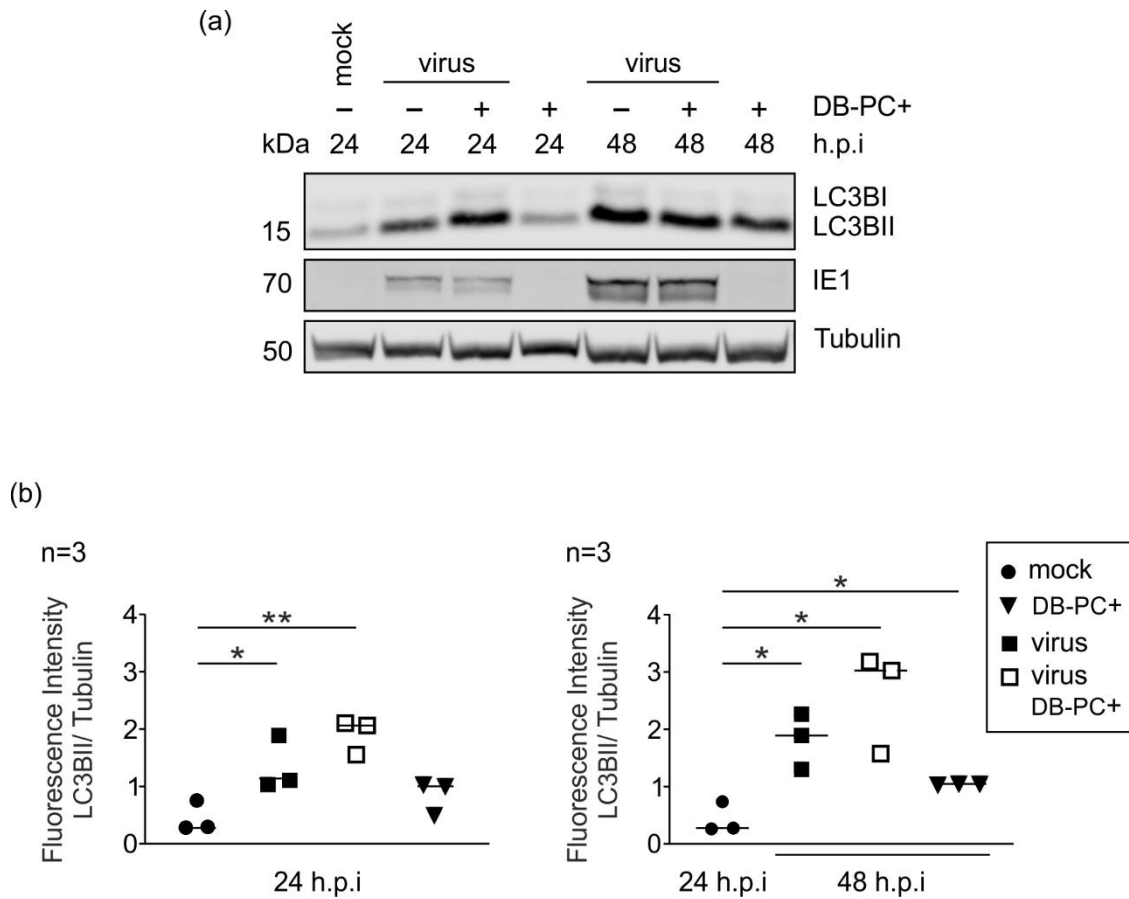 (a)
mock
virus virus
– – + + – + + DB-PC+
kDa 24 24 24 24 48 48 48 h.p.i
LC3BI
15 LC3BII
70 IE1
50 Tubulin
(b)
n=3 n=3
mock
DB-PC+
virus
virus
DB-PC+
Fluorescence Intensity
LC3BII/ Tubulin
4
3
2
1
0
**
*
24 h.p.i
Fluorescence Intensity
LC3BII/ Tubulin
4
3
2
1
0
*
*
*
24 h.p.i 48 h.p.i